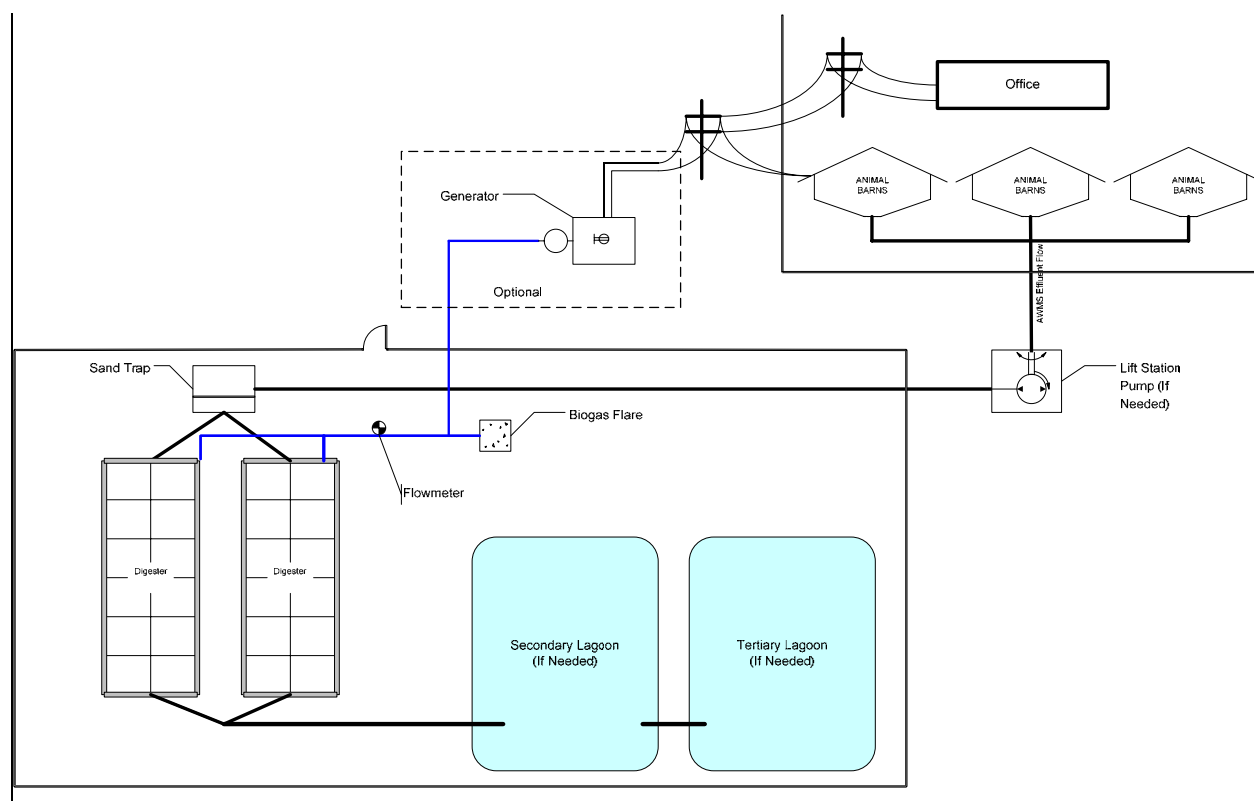 Office
ANIMAL
BARNS
ANIMAL
BARNS
ANIMAL
BARNS
Generator
Optional
AWMS Effluent Flow
Sand Trap
Lift Station
Pump (If
Needed)
Biogas Flare
Flowmeter
Digester
Digester
Secondary Lagoon
(If Needed)
Tertiary Lagoon
(If Needed)